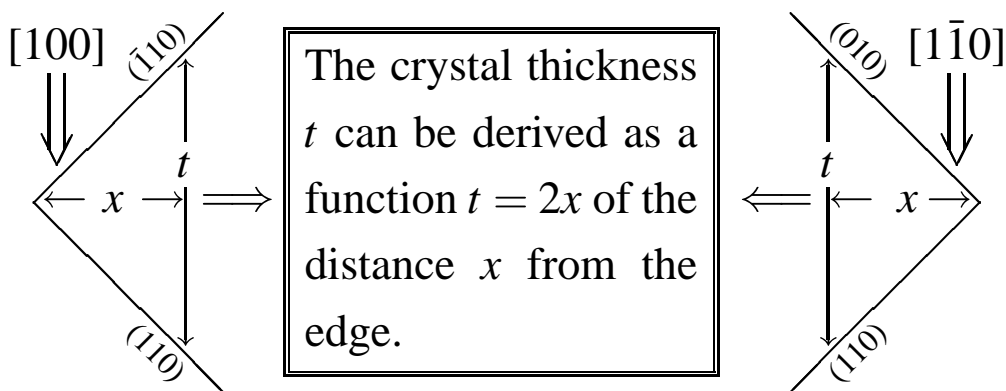 [100]
(1̄10)
t
x
(110)
The crystal thickness
t can be derived as a
function t = 2x of the
distance x from the
edge.
(010)
[11̄0]
t
x
(110)